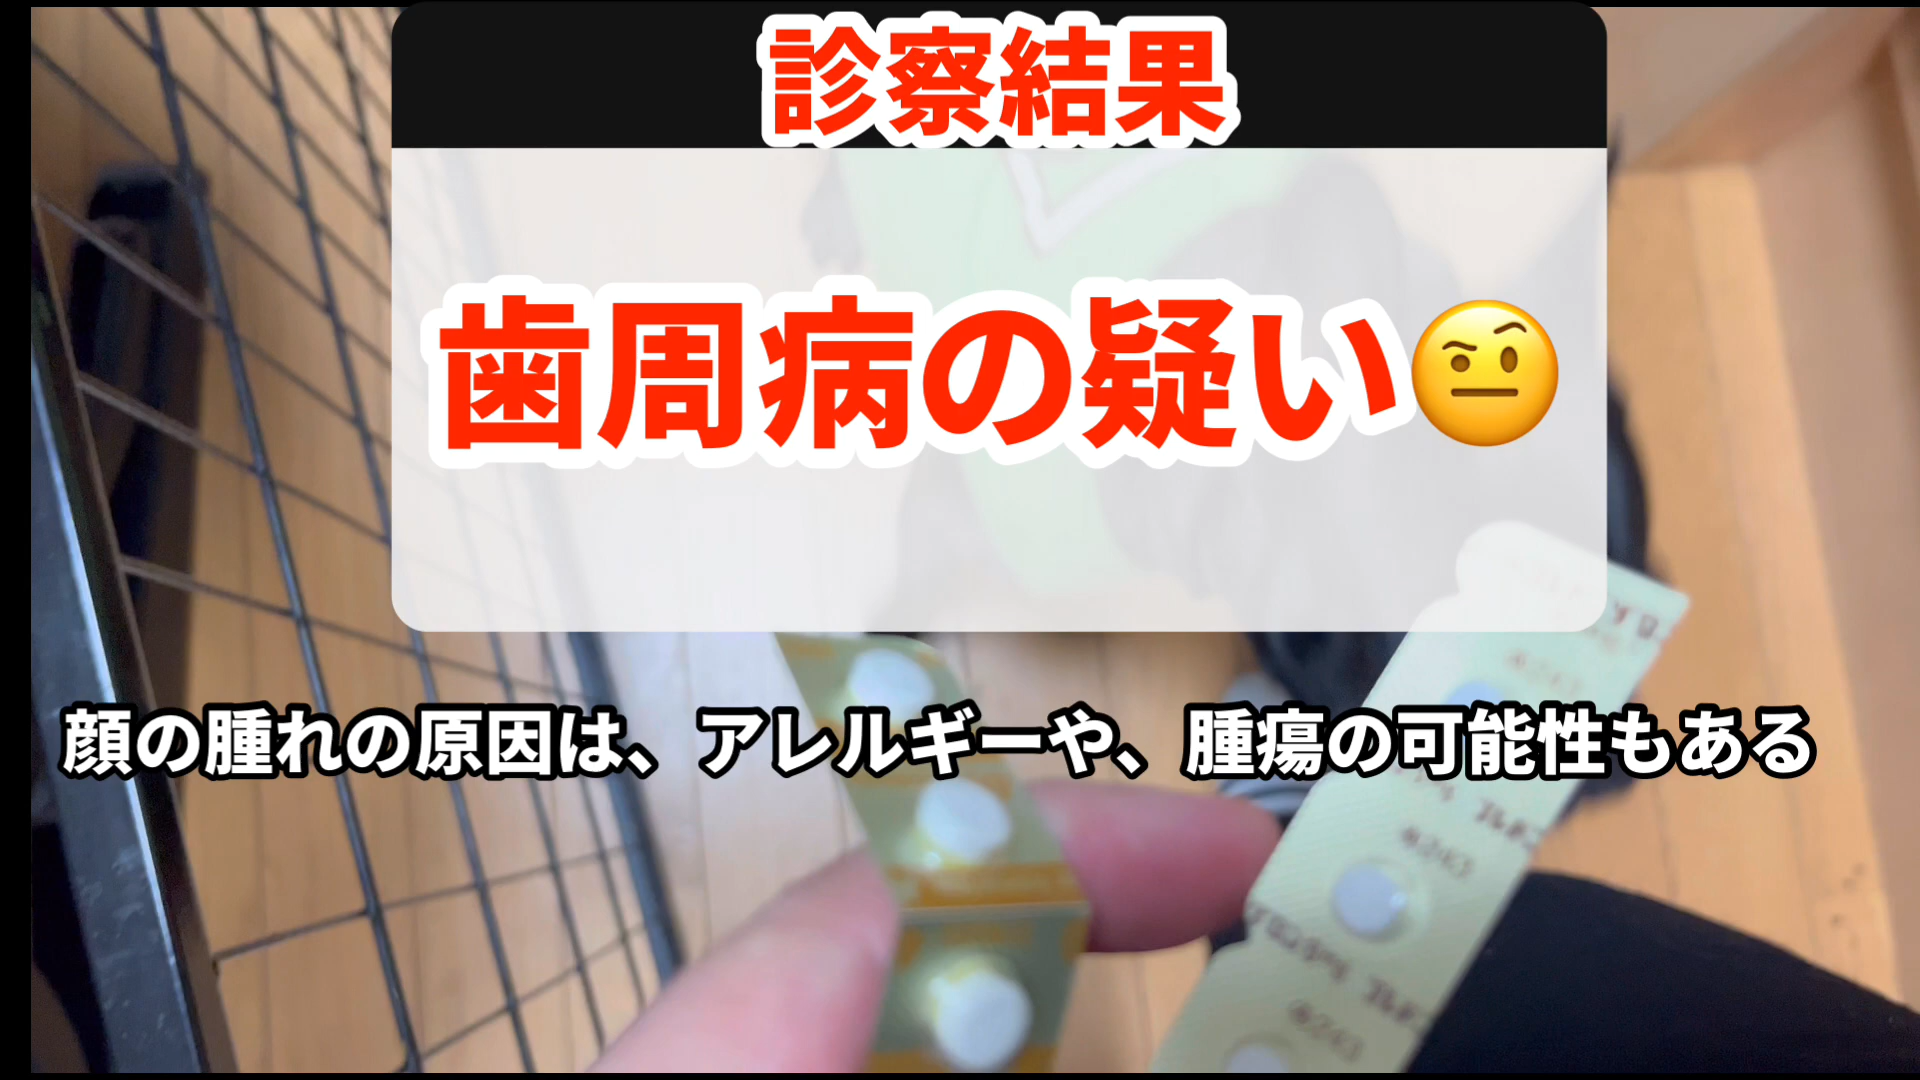 診察結果
歯周病の疑い🤨
顔の腫れの原因は、アレルギーや、腫瘍の可能性もある